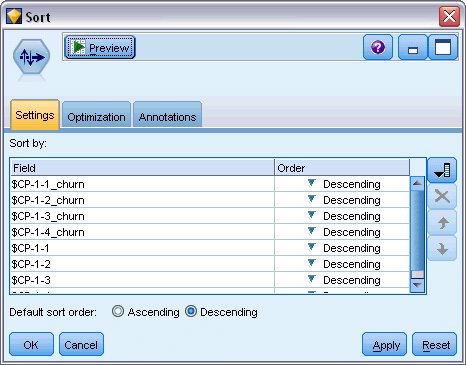 Sort
Preview
?
Settings Optimization Annotations
Sort by:
Field Order
$CP-1-1_churn Descending
$CP-1-2_churn Descending
$CP-1-3_churn Descending
$CP-1-4_churn Descending
$CP-1-1 Descending
$CP-1-2 Descending
$CP-1-3 Descending
Default sort order: Ascending Descending
OK Cancel Apply Reset